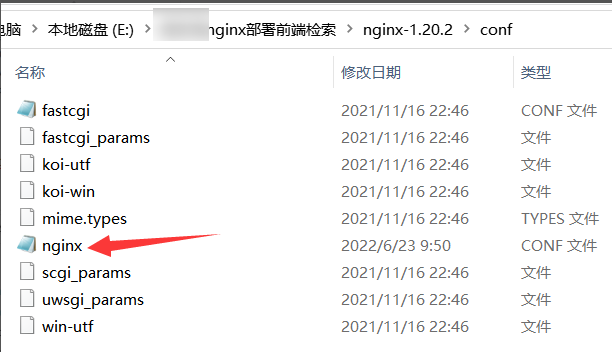 电脑 > 本地磁盘 (E:) > nginx部署前端检索 > nginx-1.20.2 > conf
名称 修改日期 类型
fastcgi 2021/11/16 22:46 CONF 文件
fastcgi_params 2021/11/16 22:46 文件
koi-utf 2021/11/16 22:46 文件
koi-win 2021/11/16 22:46 文件
mime.types 2021/11/16 22:46 TYPES 文件
nginx 2022/6/23 9:50 CONF 文件
scgi_params 2021/11/16 22:46 文件
uwsgi_params 2021/11/16 22:46 文件
win-utf 2021/11/16 22:46 文件